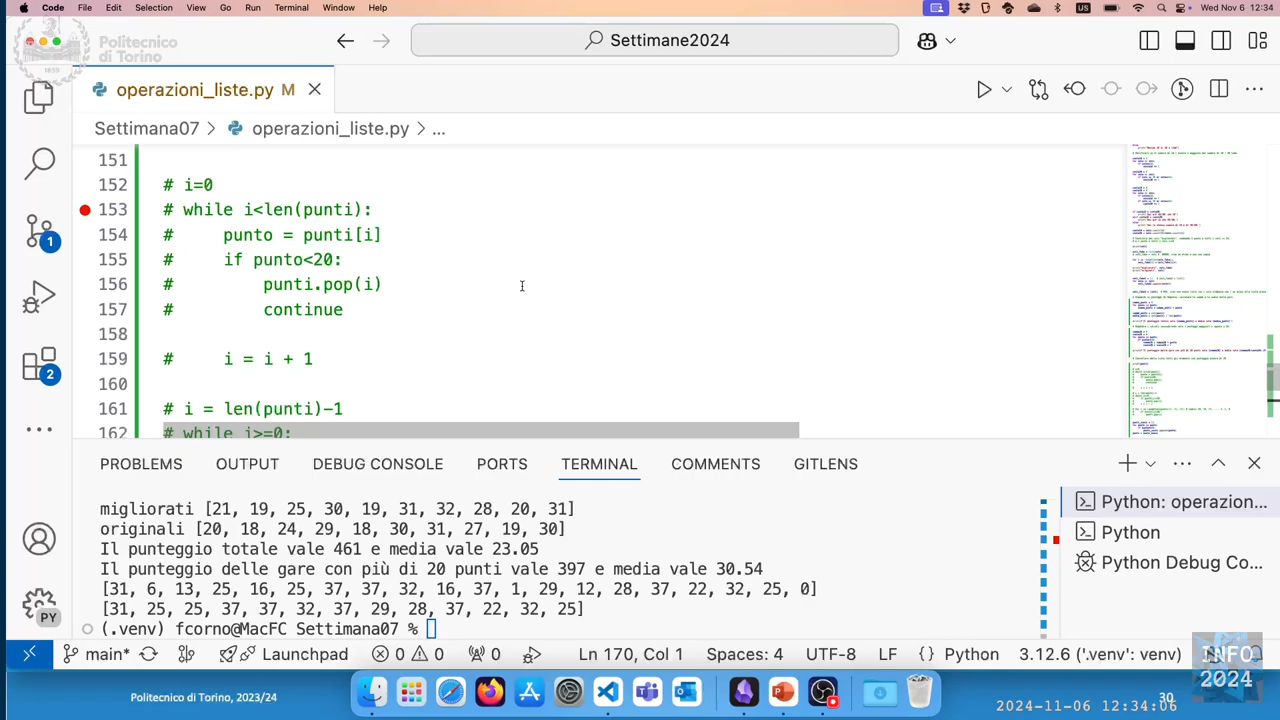 Code File Edit Selection View Go Run Terminal Window Help US Wed Nov 6 12:34
Politecnico
di Torino
1859
Settimane2024
operazioni_liste.py M
Settimana07 > operazioni_liste.py > ...
151
152 # i=0
153 # while i<len(punti):
154 #     punto = punti[i]
155 #     if punto<20:
156 #         punti.pop(i)
157 #         continue
158
159 #     i = i + 1
160
161 # i = len(punti)-1
162 # while i>=0:
1
2
PROBLEMS OUTPUT DEBUG CONSOLE PORTS TERMINAL COMMENTS GITLENS
migliorati [21, 19, 25, 30, 19, 31, 32, 28, 20, 31]
originali [20, 18, 24, 29, 18, 30, 31, 27, 19, 30]
Il punteggio totale vale 461 e media vale 23.05
Il punteggio delle gare con più di 20 punti vale 397 e media vale 30.54
[31, 6, 13, 25, 16, 25, 37, 37, 32, 16, 37, 1, 29, 12, 28, 37, 22, 32, 25, 0]
[31, 25, 25, 37, 37, 32, 37, 29, 28, 37, 22, 32, 25]
(.venv) fcorno@MacFC Settimana07 %
Python: operazion...
Python
Python Debug Co...
PY
main* Launchpad 0 0 0 Ln 170, Col 1 Spaces: 4 UTF-8 LF {} Python 3.12.6 ('.venv': venv)
INFO
2024
Politecnico di Torino, 2023/24
30
2024-11-06 12:34:06